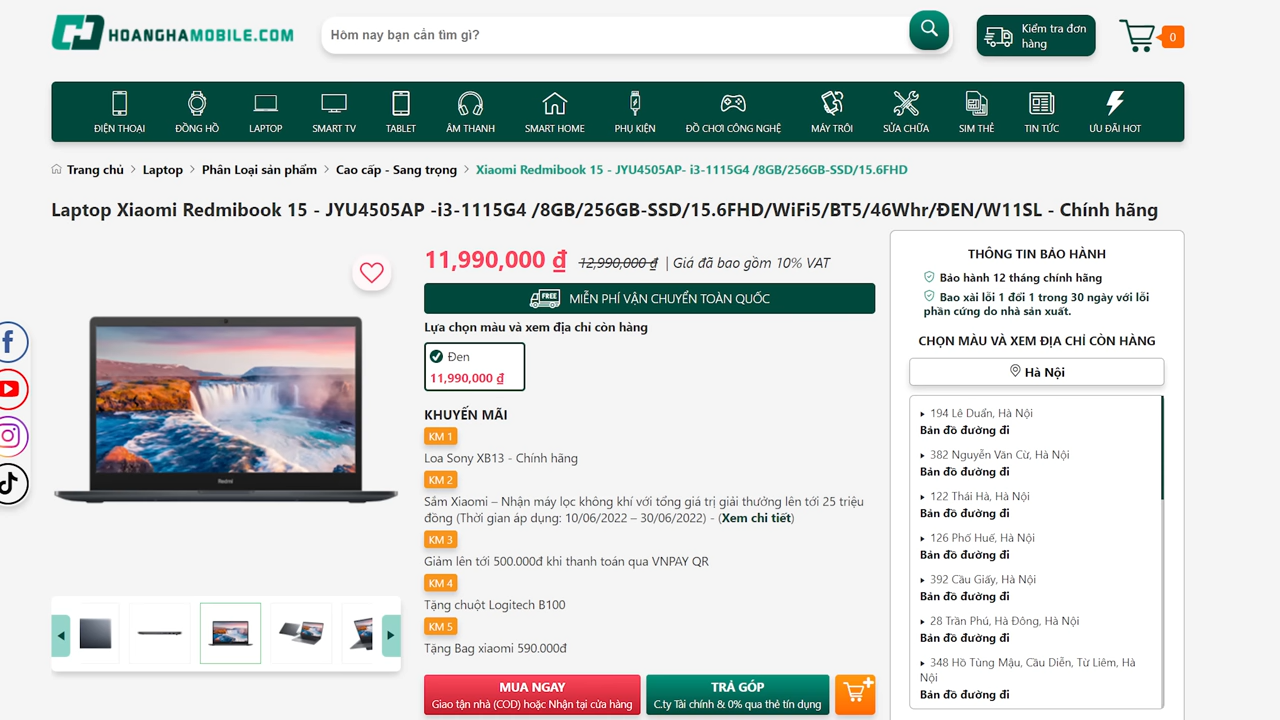 HOANGHAMOBILE.COM
Hôm nay bạn cần tìm gì?
Kiểm tra đơn
hàng
0
ĐIỆN THOẠI
ĐỒNG HỒ
LAPTOP
SMART TV
TABLET
ÂM THANH
SMART HOME
PHỤ KIỆN
ĐỒ CHƠI CÔNG NGHỆ
MÁY TRÔI
SỬA CHỮA
SIM THẺ
TIN TỨC
ƯU ĐÃI HOT
Trang chủ > Laptop > Phân Loại sản phẩm > Cao cấp - Sang trọng > Xiaomi Redmibook 15 - JYU4505AP- i3-1115G4 /8GB/256GB-SSD/15.6FHD
Laptop Xiaomi Redmibook 15 - JYU4505AP -i3-1115G4 /8GB/256GB-SSD/15.6FHD/WiFi5/BT5/46Whr/ĐEN/W11SL - Chính hãng
11,990,000 ₫ 12,990,000 ₫ | Giá đã bao gồm 10% VAT
FREE MIỄN PHÍ VẬN CHUYỂN TOÀN QUỐC
Lựa chọn màu và xem địa chỉ còn hàng
Đen
11,990,000 ₫
KHUYẾN MÃI
KM 1
Loa Sony XB13 - Chính hãng
KM 2
Sắm Xiaomi – Nhận máy lọc không khí với tổng giá trị giải thưởng lên tới 25 triệu
đồng (Thời gian áp dụng: 10/06/2022 – 30/06/2022) - (Xem chi tiết)
KM 3
Giảm lên tới 500.000đ khi thanh toán qua VNPAY QR
KM 4
Tặng chuột Logitech B100
KM 5
Tặng Bag xiaomi 590.000đ
MUA NGAY
Giao tận nhà (COD) hoặc Nhận tại cửa hàng
TRẢ GÓP
C.ty Tài chính & 0% qua thẻ tín dụng
THÔNG TIN BẢO HÀNH
Bảo hành 12 tháng chính hãng
Bao xài lỗi 1 đổi 1 trong 30 ngày với lỗi
phần cứng do nhà sản xuất.
CHỌN MÀU VÀ XEM ĐỊA CHỈ CÒN HÀNG
Hà Nội
194 Lê Duẩn, Hà Nội
Bản đồ đường đi
382 Nguyễn Văn Cừ, Hà Nội
Bản đồ đường đi
122 Thái Hà, Hà Nội
Bản đồ đường đi
126 Phố Huế, Hà Nội
Bản đồ đường đi
392 Cầu Giấy, Hà Nội
Bản đồ đường đi
28 Trần Phú, Hà Đông, Hà Nội
Bản đồ đường đi
348 Hồ Tùng Mậu, Cầu Diễn, Từ Liêm, Hà
Nội
Bản đồ đường đi
Redmi